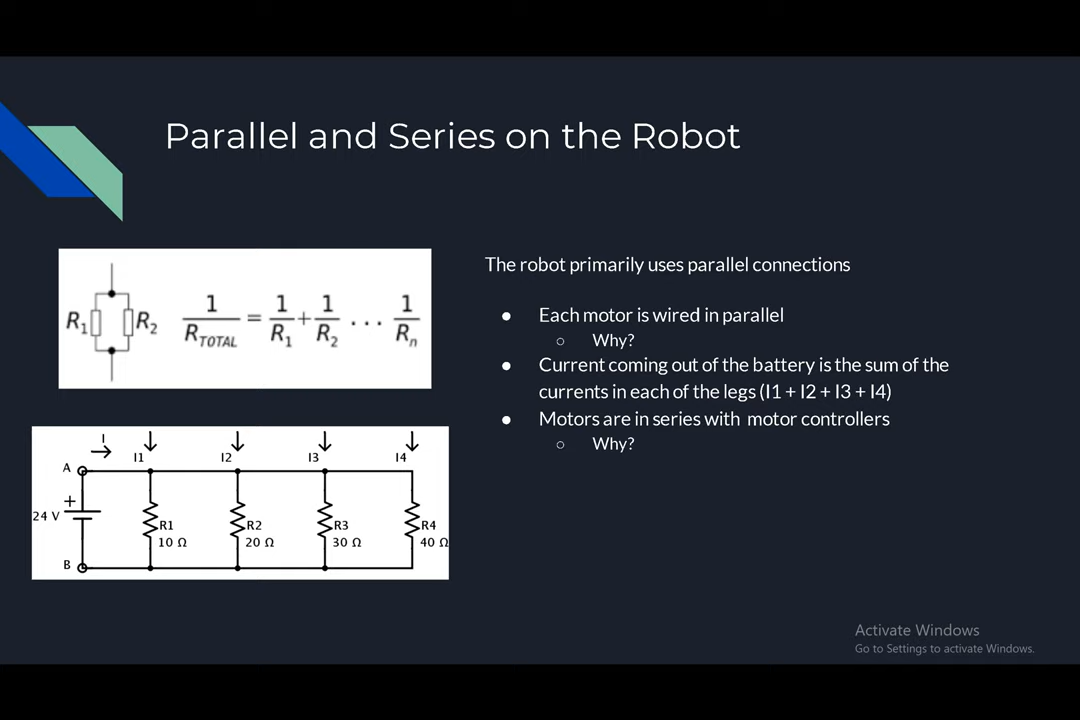 Parallel and Series on the Robot
R1 R2 1/RTOTAL = 1/R1 + 1/R2 ... 1/Rn
The robot primarily uses parallel connections
● Each motor is wired in parallel
○ Why?
● Current coming out of the battery is the sum of the
currents in each of the legs (I1 + I2 + I3 + I4)
● Motors are in series with motor controllers
○ Why?
I
I1 I2 I3 I4
A
+
24 V
R1 R2 R3 R4
10 Ω 20 Ω 30 Ω 40 Ω
B
Activate Windows
Go to Settings to activate Windows.